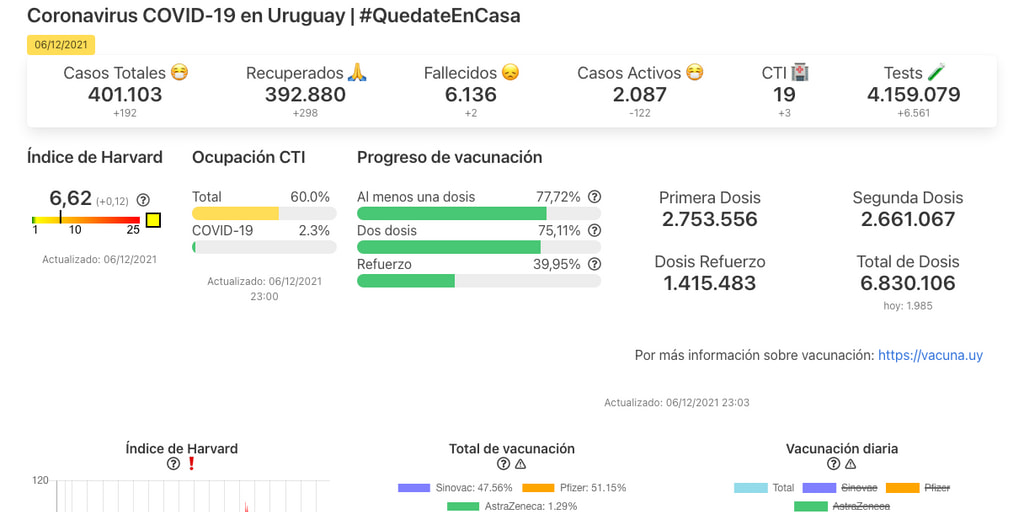 Coronavirus COVID-19 en Uruguay | #QuedateEnCasa
06/12/2021
Casos Totales 😷 Recuperados 🙏 Fallecidos 😞 Casos Activos 😷 CTI 🏥 Tests 🧪
401.103 392.880 6.136 2.087 19 4.159.079
+192 +298 +2 -122 +3 +6.561
Índice de Harvard Ocupación CTI Progreso de vacunación
6,62 (+0,12)
1 10 25
Actualizado: 06/12/2021
Total 60.0%
COVID-19 2.3%
Actualizado: 06/12/2021
23:00
Al menos una dosis 77,72%
Dos dosis 75,11%
Refuerzo 39,95%
Primera Dosis Segunda Dosis
2.753.556 2.661.067
Dosis Refuerzo Total de Dosis
1.415.483 6.830.106
hoy: 1.985
Por más información sobre vacunación: https://vacuna.uy
Actualizado: 06/12/2021 23:03
Índice de Harvard
❗
120
Total de vacunación
Sinovac: 47.56% Pfizer: 51.15%
AstraZeneca: 1.29%
Vacunación diaria
Total Sinovac Pfizer
AstraZeneca